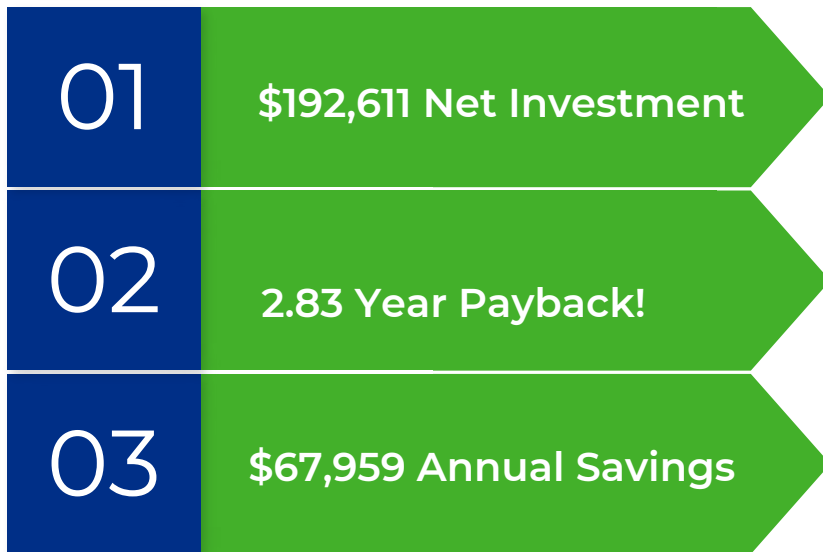 01
$192,611 Net Investment
02
2.83 Year Payback!
03
$67,959 Annual Savings